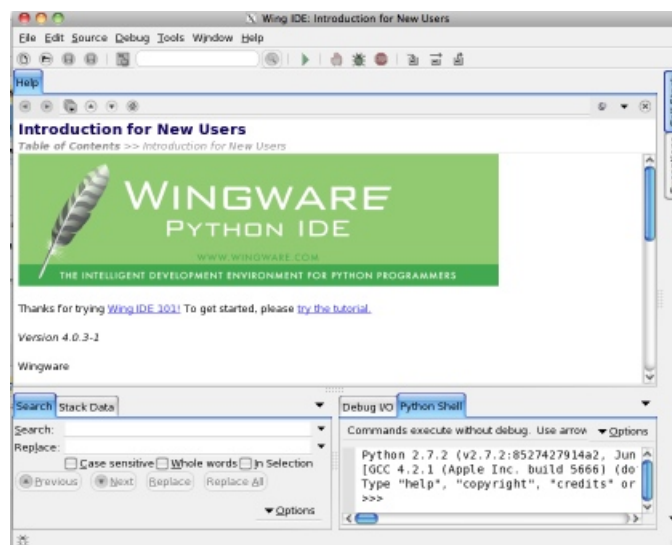 Wing IDE: Introduction for New Users
File Edit Source Debug Tools Window Help
Help
Introduction for New Users
Table of Contents >> Introduction for New Users
WINGWARE
PYTHON IDE
WWW.WINGWARE.COM
THE INTELLIGENT DEVELOPMENT ENVIRONMENT FOR PYTHON PROGRAMMERS
Thanks for trying Wing IDE 101! To get started, please try the tutorial.
Version 4.0.3-1
Wingware
Search Stack Data
Search:
Replace:
Case sensitive Whole words In Selection
Previous Next Replace Replace All
Options
Debug I/O Python Shell
Commands execute without debug. Use arrow Options
Python 2.7.2 (v2.7.2:8527427914a2, Jun
[GCC 4.2.1 (Apple Inc. build 5666) (do
Type "help", "copyright", "credits" or
>>>